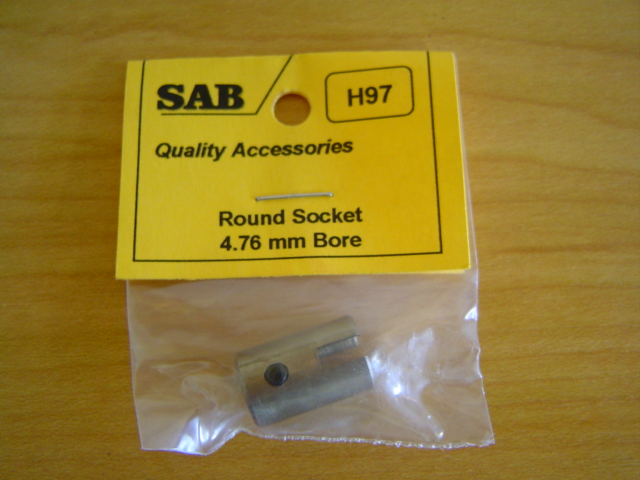 SAB
H97
Quality Accessories
Round Socket
4.76 mm Bore